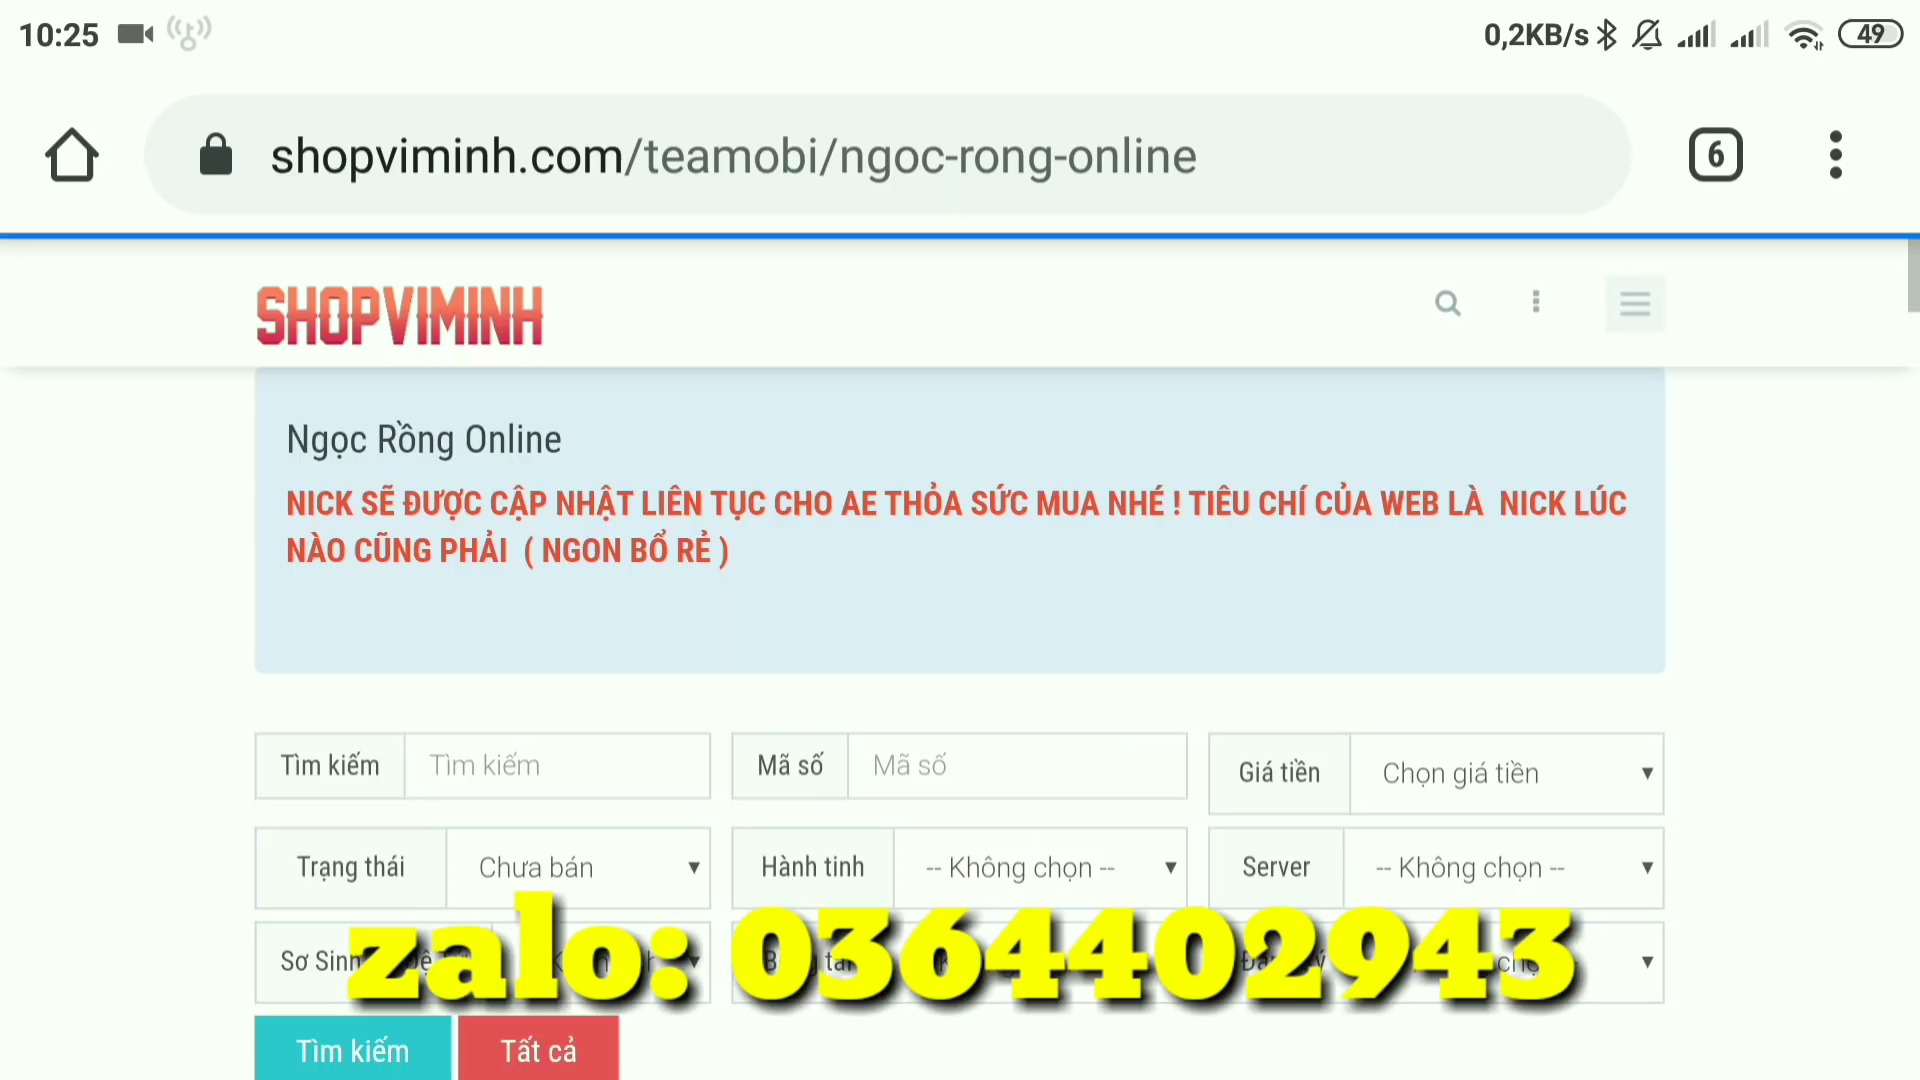 10:25 0,2KB/s 49
shopviminh.com/teamobi/ngoc-rong-online 6
SHOPVIMINH
Ngọc Rồng Online
NICK SẼ ĐƯỢC CẬP NHẬT LIÊN TỤC CHO AE THỎA SỨC MUA NHÉ ! TIÊU CHÍ CỦA WEB LÀ NICK LÚC
NÀO CŨNG PHẢI ( NGON BỔ RẺ )
Tìm kiếm Tìm kiếm Mã số Mã số Giá tiền Chọn giá tiền
Trạng thái Chưa bán Hành tinh -- Không chọn -- Server -- Không chọn --
Sơ Sinh
zalo: 0364402943
Tìm kiếm Tất cả